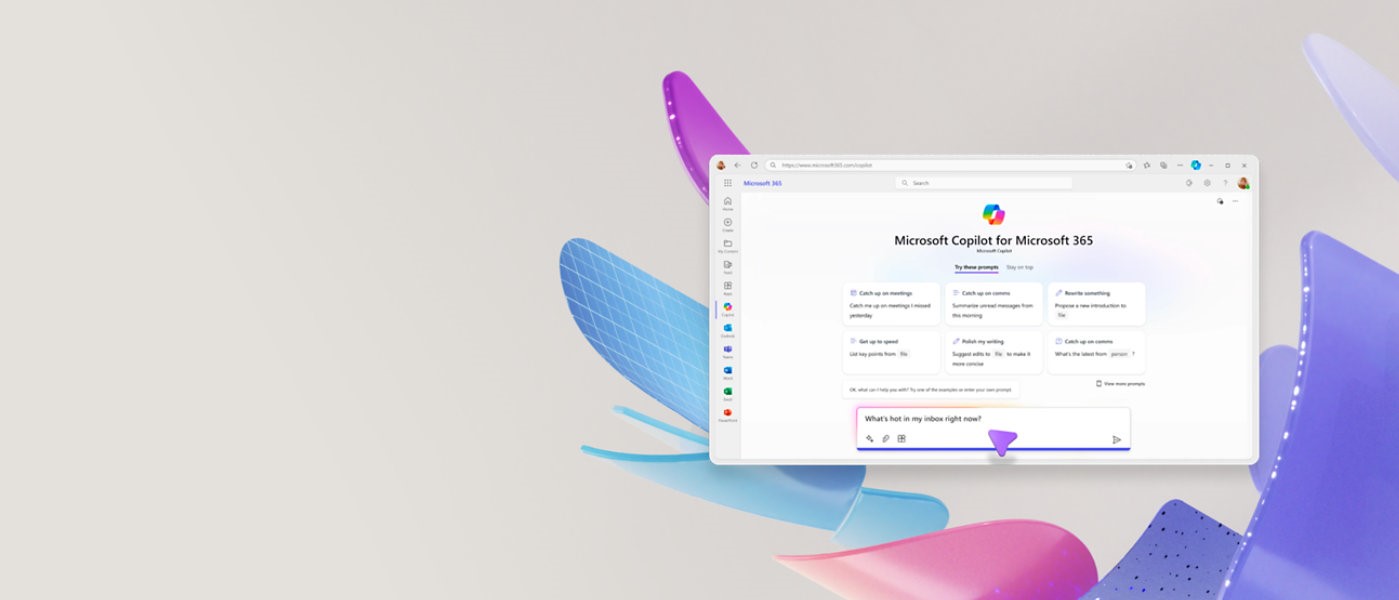 https://www.microsoft365.com/copilot
Microsoft 365
Search
Home
Create
My Content
Feed
Apps
Copilot
Outlook
Teams
Word
Excel
PowerPoint
Microsoft Copilot for Microsoft 365
Microsoft Copilot
Try these prompts Stay on top
Catch up on meetings
Catch me up on meetings I missed
yesterday
Catch up on comms
Summarize unread messages from
this morning
Rewrite something
Propose a new introduction to
file
Get up to speed
List key points from file
Polish my writing
Suggest edits to file to make it
more concise
Catch up on comms
What's the latest from person ?
View more prompts
OK, what can I help you with? Try one of the examples or enter your own prompt
What's hot in my inbox right now?